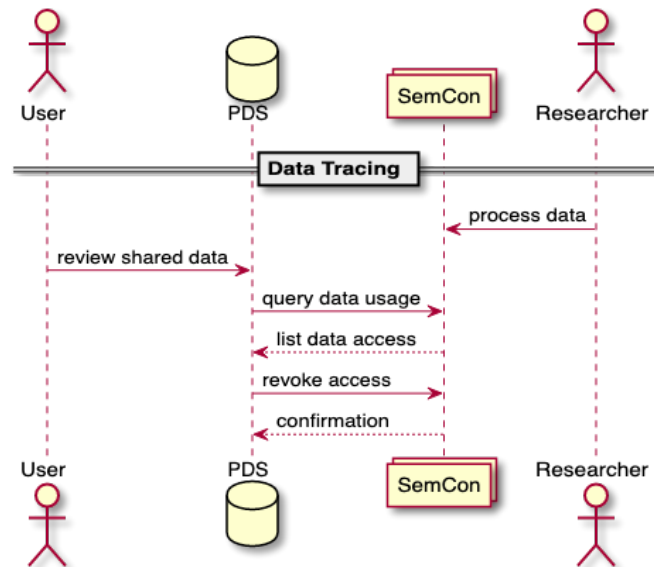 User
PDS
SemCon
Researcher
Data Tracing
process data
review shared data
query data usage
list data access
revoke access
confirmation
User
PDS
SemCon
Researcher